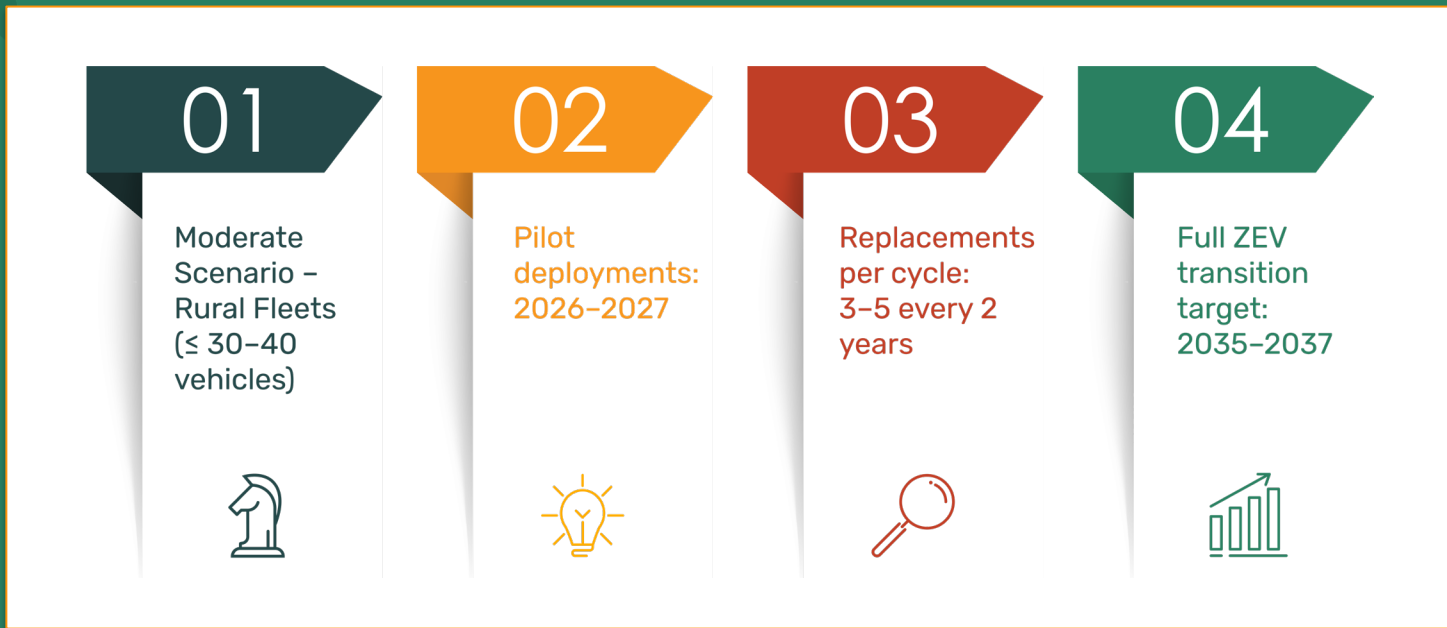 01
Moderate
Scenario –
Rural Fleets
(≤ 30–40
vehicles)
02
Pilot
deployments:
2026–2027
03
Replacements
per cycle:
3–5 every 2
years
04
Full ZEV
transition
target:
2035–2037